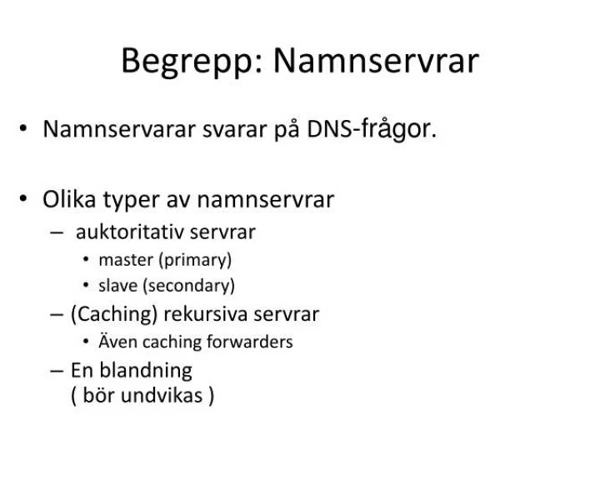 Begrepp: Namnservrar
• Namnservarar svarar på DNS-frågor.
• Olika typer av namnservrar
– auktoritativ servrar
• master (primary)
• slave (secondary)
– (Caching) rekursiva servrar
• Även caching forwarders
– En blandning
( bör undvikas )